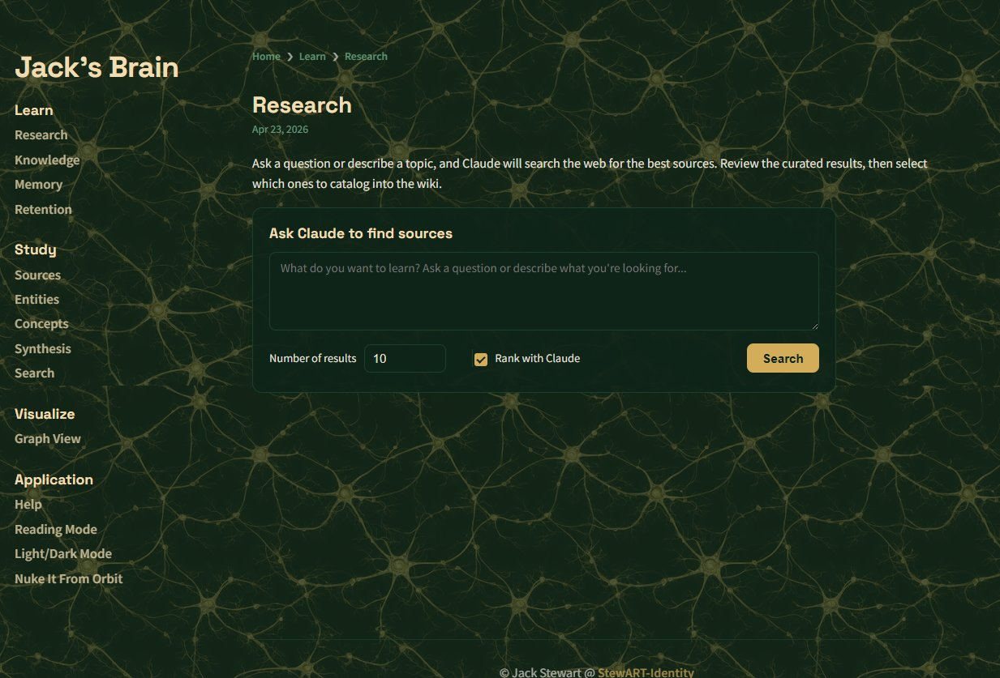 Jack's Brain
Learn
Research
Knowledge
Memory
Retention
Study
Sources
Entities
Concepts
Synthesis
Search
Visualize
Graph View
Application
Help
Reading Mode
Light/Dark Mode
Nuke It From Orbit
Home ❯ Learn ❯ Research
Research
Apr 23, 2026
Ask a question or describe a topic, and Claude will search the web for the best sources. Review the curated results, then select
which ones to catalog into the wiki.
Ask Claude to find sources
What do you want to learn? Ask a question or describe what you're looking for...
Number of results 10 Rank with Claude Search
© Jack Stewart @ StewART-Identity